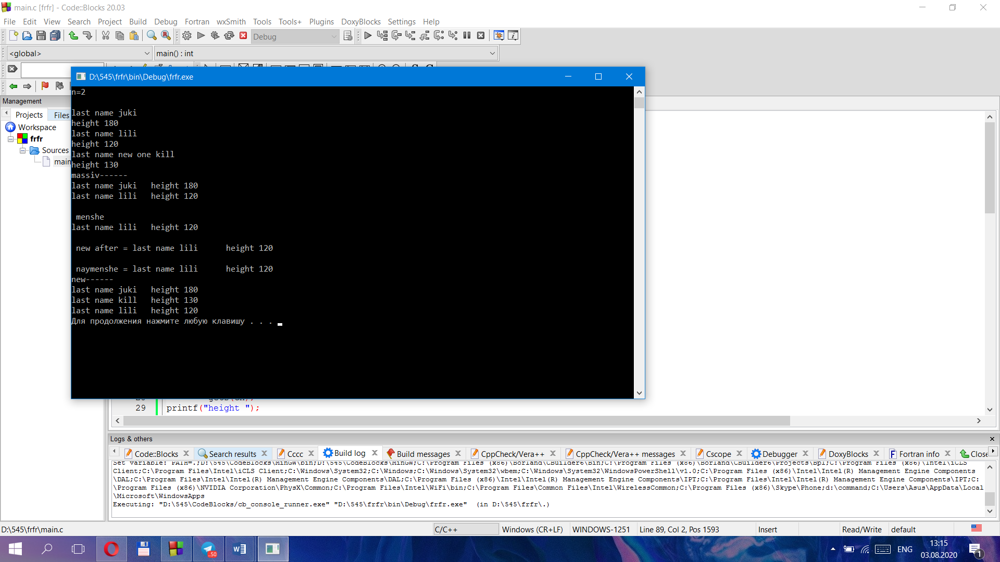 main.c [frfr] - Code::Blocks 20.03
File Edit View Search Project Build Debug Fortran wxSmith Tools Tools+ Plugins DoxyBlocks Settings Help
Debug
<global> main() : int
D:\545\frfr\bin\Debug\frfr.exe
n=2
last name juki
height 180
last name lili
height 120
last name new one kill
height 130
massiv------
last name juki   height 180
last name lili   height 120
menshe
last name lili   height 120
new after = last name lili      height 120
naymenshe = last name lili      height 120
new------
last name juki   height 180
last name kill   height 130
last name lili   height 120
Для продолжения нажмите любую клавишу . . .
Management
Projects Files
Workspace
frfr
Sources
main
29 printf("height ");
Logs & others
Code::Blocks Search results Cccc Build log Build messages CppCheck/Vera++ CppCheck/Vera++ messages Cscope Debugger DoxyBlocks Fortran info Close
Set variable: PATH=.;D:\545\CodeBlocks\MinGW\bin;D:\545\CodeBlocks\MinGW;C:\Program Files (x86)\Borland\CBuilder6\Bin;C:\Program Files (x86)\Borland\CBuilder6\Projects\Bpl;C:\Program Files (x86)\Intel\iCLS
Client;C:\Program Files\Intel\iCLS Client;C:\Windows\System32;C:\Windows;C:\Windows\System32\wbem;C:\Windows\System32\WindowsPowerShell\v1.0;C:\Program Files (x86)\Intel\Intel(R) Management Engine Components
\DAL;C:\Program Files\Intel\Intel(R) Management Engine Components\DAL;C:\Program Files (x86)\Intel\Intel(R) Management Engine Components\IPT;C:\Program Files\Intel\Intel(R) Management Engine Components\IPT;C:
\Program Files (x86)\NVIDIA Corporation\PhysX\Common;C:\Program Files\Intel\WiFi\bin;C:\Program Files\Common Files\Intel\WirelessCommon;C:\Program Files (x86)\Skype\Phone;d:\command;C:\Users\Asus\AppData\Local
\Microsoft\WindowsApps
Executing: "D:\545\CodeBlocks/cb_console_runner.exe" "D:\545\frfr\bin\Debug\frfr.exe"  (in D:\545\frfr\.)
D:\545\frfr\main.c C/C++ Windows (CR+LF) WINDOWS-1251 Line 89, Col 2, Pos 1593 Insert Read/Write default
..50
ENG
13:15
03.08.2020
1